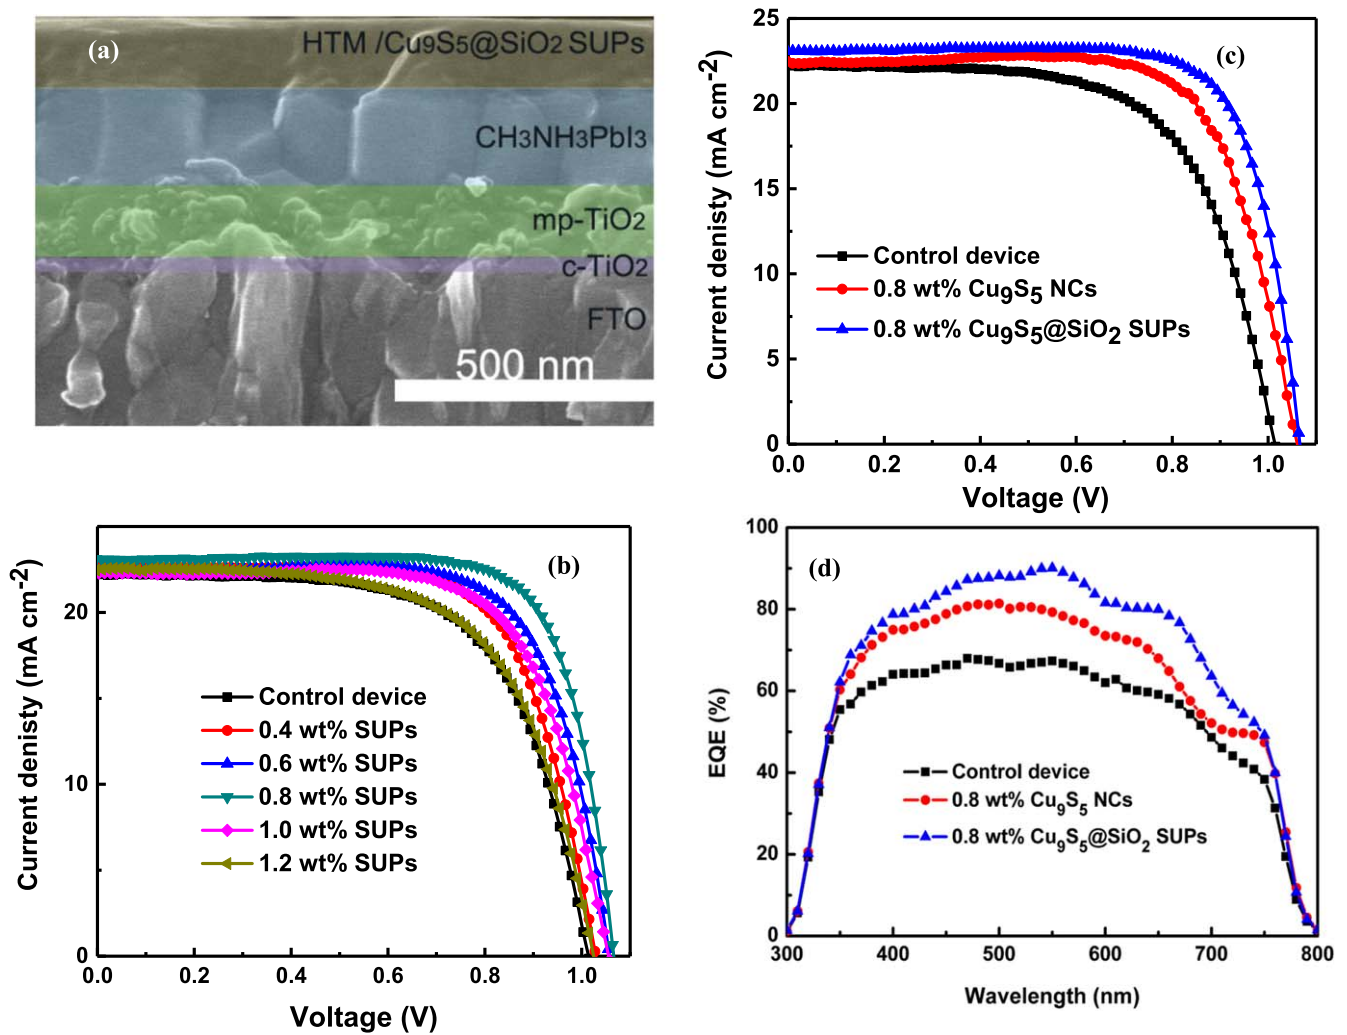 (a)
HTM /Cu9S5@SiO2 SUPs
CH3NH3PbI3
mp-TiO2
c-TiO2
FTO
500 nm
(c)
Current denisty (mA cm-2)
25
20
15
10
5
0
Control device
0.8 wt% Cu9S5 NCs
0.8 wt% Cu9S5@SiO2 SUPs
0.0 0.2 0.4 0.6 0.8 1.0
Voltage (V)
(b)
Current denisty (mA cm-2)
20
10
0
Control device
0.4 wt% SUPs
0.6 wt% SUPs
0.8 wt% SUPs
1.0 wt% SUPs
1.2 wt% SUPs
0.0 0.2 0.4 0.6 0.8 1.0
Voltage (V)
(d)
EQE (%)
100
80
60
40
20
0
Control device
0.8 wt% Cu9S5 NCs
0.8 wt% Cu9S5@SiO2 SUPs
300 400 500 600 700 800
Wavelength (nm)